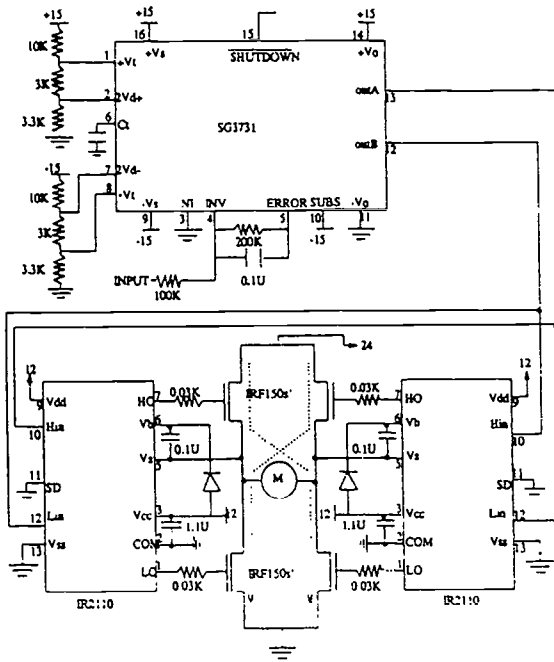 +15
+15
+15
10K
16
15
14
+Vs
SHUTDOWN
+Vo
1
+Vt
3K
outA
13
2
2Vd+
3.3K
6
Ct
SG3731
outB
12
-15
7
2Vd-
8
-Vt
10K
-Vs
N1
INV
ERROR
SUBS
-Vo
9
3
4
5
10
11
3K
-15
200K
-15
3.3K
INPUT
100K
0.1U
24
12
12
0.03K
0.03K
7
HO
IRF150s'
7
HO
9
Vdd
Vdd
9
6
Vb
6
Vb
Hin
Hin
10
0.1U
0.1U
10
Vs
5
Vs
5
M
11
SD
SD
11
12
Lin
Lin
12
Vcc
3
12
12
3
Vcc
1.1U
1.1U
13
Vss
Vss
13
COM
2
2
COM
LO
1
IRF150s'
1
LO
0.03K
0.03K
IR2110
IR2110